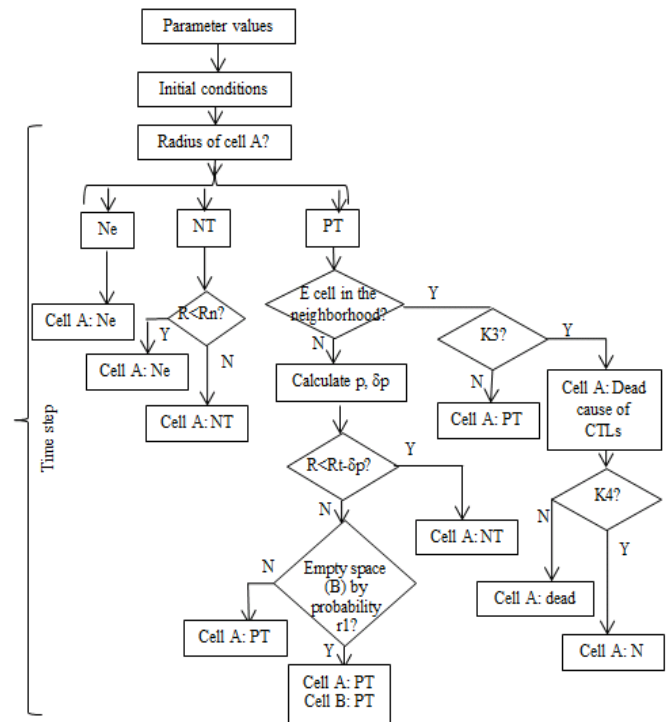 Parameter values
Initial conditions
Radius of cell A?
Ne
NT
PT
Cell A: Ne
R<Rn?
Y
N
Cell A: Ne
Cell A: NT
E cell in the
neighborhood?
Y
N
K3?
Y
N
Cell A: PT
Cell A: Dead
cause of
CTLs
Calculate p, δp
R<Rt-δp?
Y
N
Cell A: NT
K4?
N
Y
Cell A: dead
Cell A: N
Empty space
(B) by
probability
r1?
N
Y
Cell A: PT
Cell A: PT
Cell B: PT
Time step